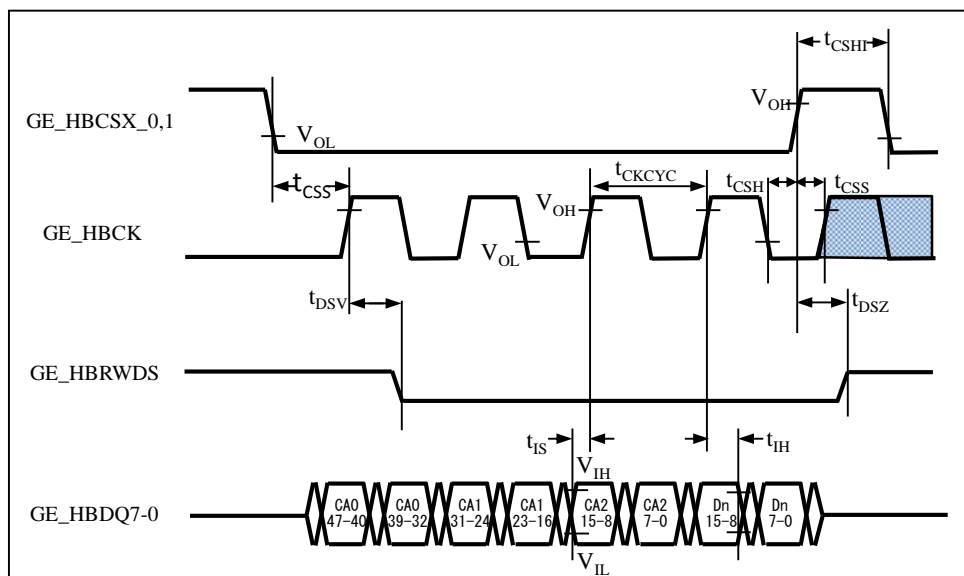 tCSHI
GE_HBCSX_0,1
VOH
VOL
tCSS
tCKCYC
tCSH
tCSS
GE_HBCK
VOH
VOL
tDSV
tDSZ
GE_HBRWDS
tIS
tIH
VIH
GE_HBDQ7-0
CA0 CA0 CA1 CA1 CA2 CA2 Dn Dn
47-40 39-32 31-24 23-16 15-8 7-0 15-8 7-0
VIL